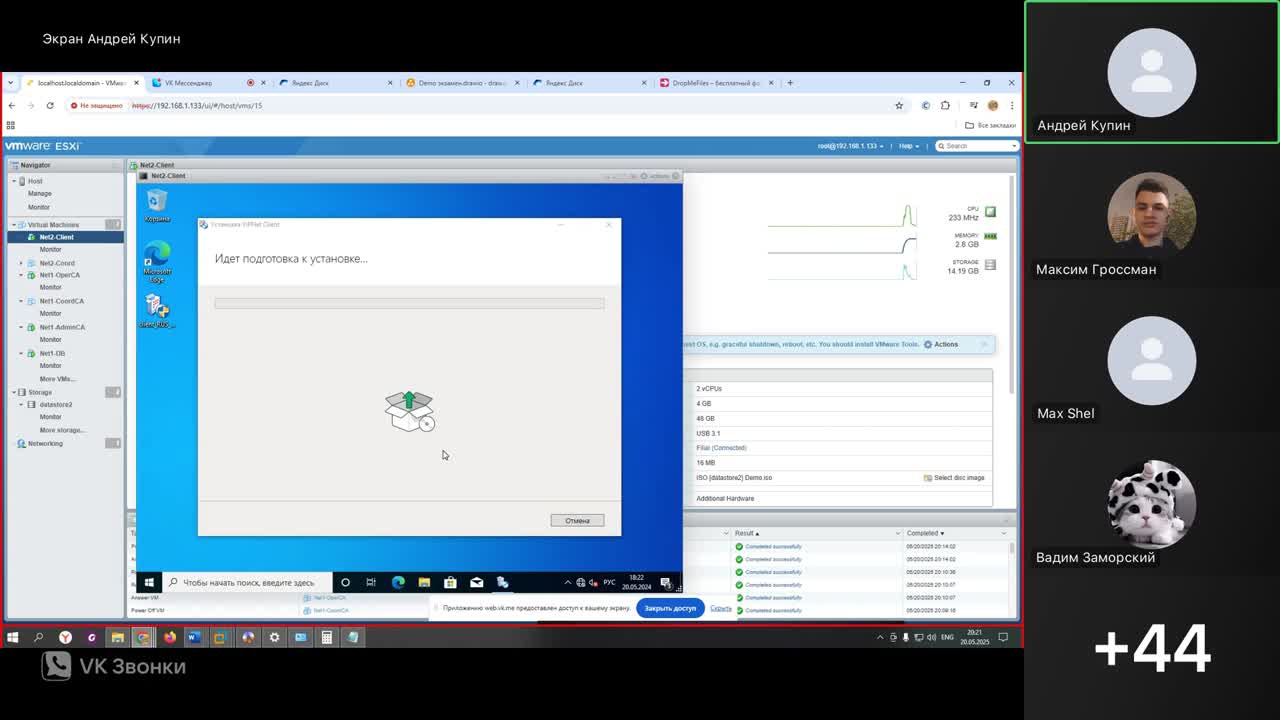 Экран Андрей Купин
localhost.localdomain - VMw
VK Мессенджер
Яндекс Диск
Demo экзамен.drawio - draw
Яндекс Диск
DropMeFiles – бесплатный ф
Не защищено
https://192.168.1.133/ui/#/host/vms/15
Все закладки
vmware ESXi
root@192.168.1.133
Help
Search
Navigator
Host
Manage
Monitor
Virtual Machines
Net2-Client
Monitor
Net2-Coord
Net1-OperCA
Monitor
Net1-CoordCA
Monitor
Net1-AdminCA
Monitor
Net1-DB
Monitor
More VMs...
Storage
datastore2
Monitor
More storage...
Networking
Net2-Client
Net2-Client
Actions
Корзина
Microsoft
Edge
client_RUS_...
Установка ViPNet Client
Идет подготовка к установке...
Отмена
Чтобы начать поиск, введите здесь
РУС
18:22
20.05.2024
CPU
233 MHz
MEMORY
2.8 GB
STORAGE
14.19 GB
est OS, e.g. graceful shutdown, reboot, etc. You should install VMware Tools.
Actions
2 vCPUs
4 GB
48 GB
USB 3.1
Filial (Connected)
16 MB
ISO [datastore2] Demo.iso
Select disc image
Additional Hardware
Result
Completed
Completed successfully
05/20/2025 20:14:02
Completed successfully
05/20/2025 20:14:02
Completed successfully
05/20/2025 20:10:36
Completed successfully
05/20/2025 20:10:07
Answer VM
Net1-OperCA
Completed successfully
05/20/2025 20:10:07
Power Off VM
Net1-CoordCA
Completed successfully
05/20/2025 20:09:16
Приложению web.vk.me предоставлен доступ к вашему экрану.
Закрыть доступ
Скрыть
ENG
20:21
20.05.2025
VK Звонки
Андрей Купин
Максим Гроссман
Max Shel
Вадим Заморский
+44